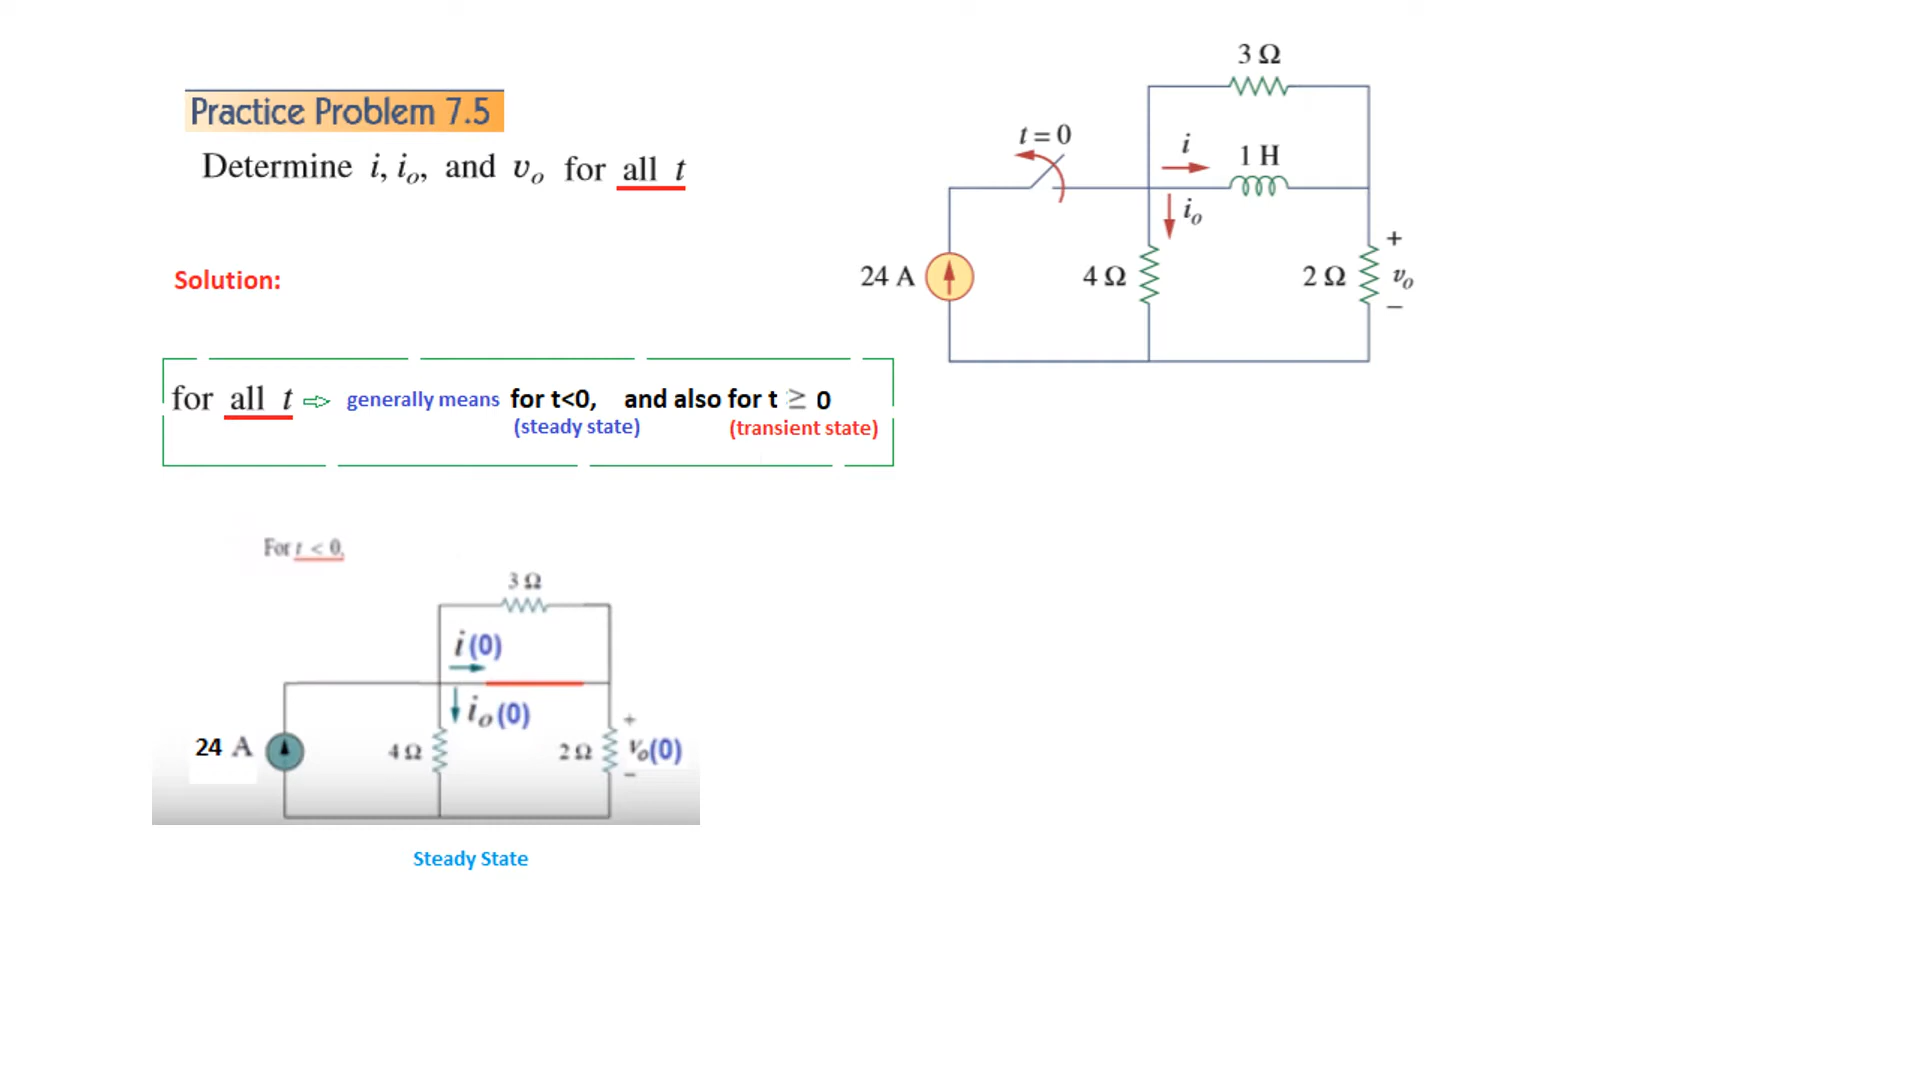 Practice Problem 7.5
Determine i, iₒ, and vₒ for all t
Solution:
for all t ⇨ generally means for t<0, and also for t ≥ 0
(steady state) (transient state)
3 Ω
t = 0
i
1 H
iₒ
24 A
4 Ω
2 Ω
+
vₒ
−
For t < 0,
3 Ω
i (0)
iₒ (0)
24 A
4 Ω
2 Ω
+
Vₒ(0)
−
Steady State